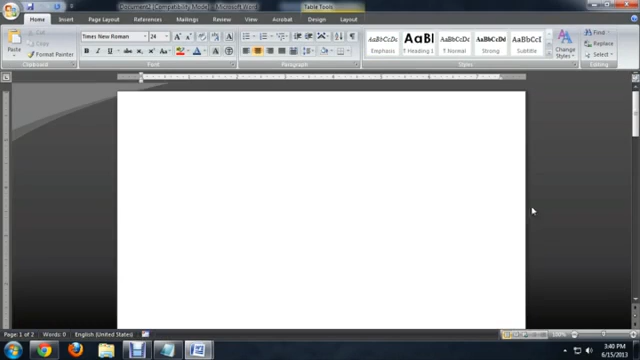 Document2 [Compatibility Mode] - Microsoft Word
Table Tools
Home
Insert
Page Layout
References
Mailings
Review
View
Acrobat
Design
Layout
Paste
Cut
Copy
Format Painter
Clipboard
Times New Roman
24
Font
Paragraph
AaBbCcDc
Emphasis
AaBl
¶ Heading 1
AaBbCcDc
¶ Normal
AaBbCcDc
Strong
AaBbCcI
Subtitle
Change
Styles
Styles
Find
Replace
Select
Editing
Page: 1 of 2
Words: 0
English (United States)
100%
3:40 PM
6/15/2013